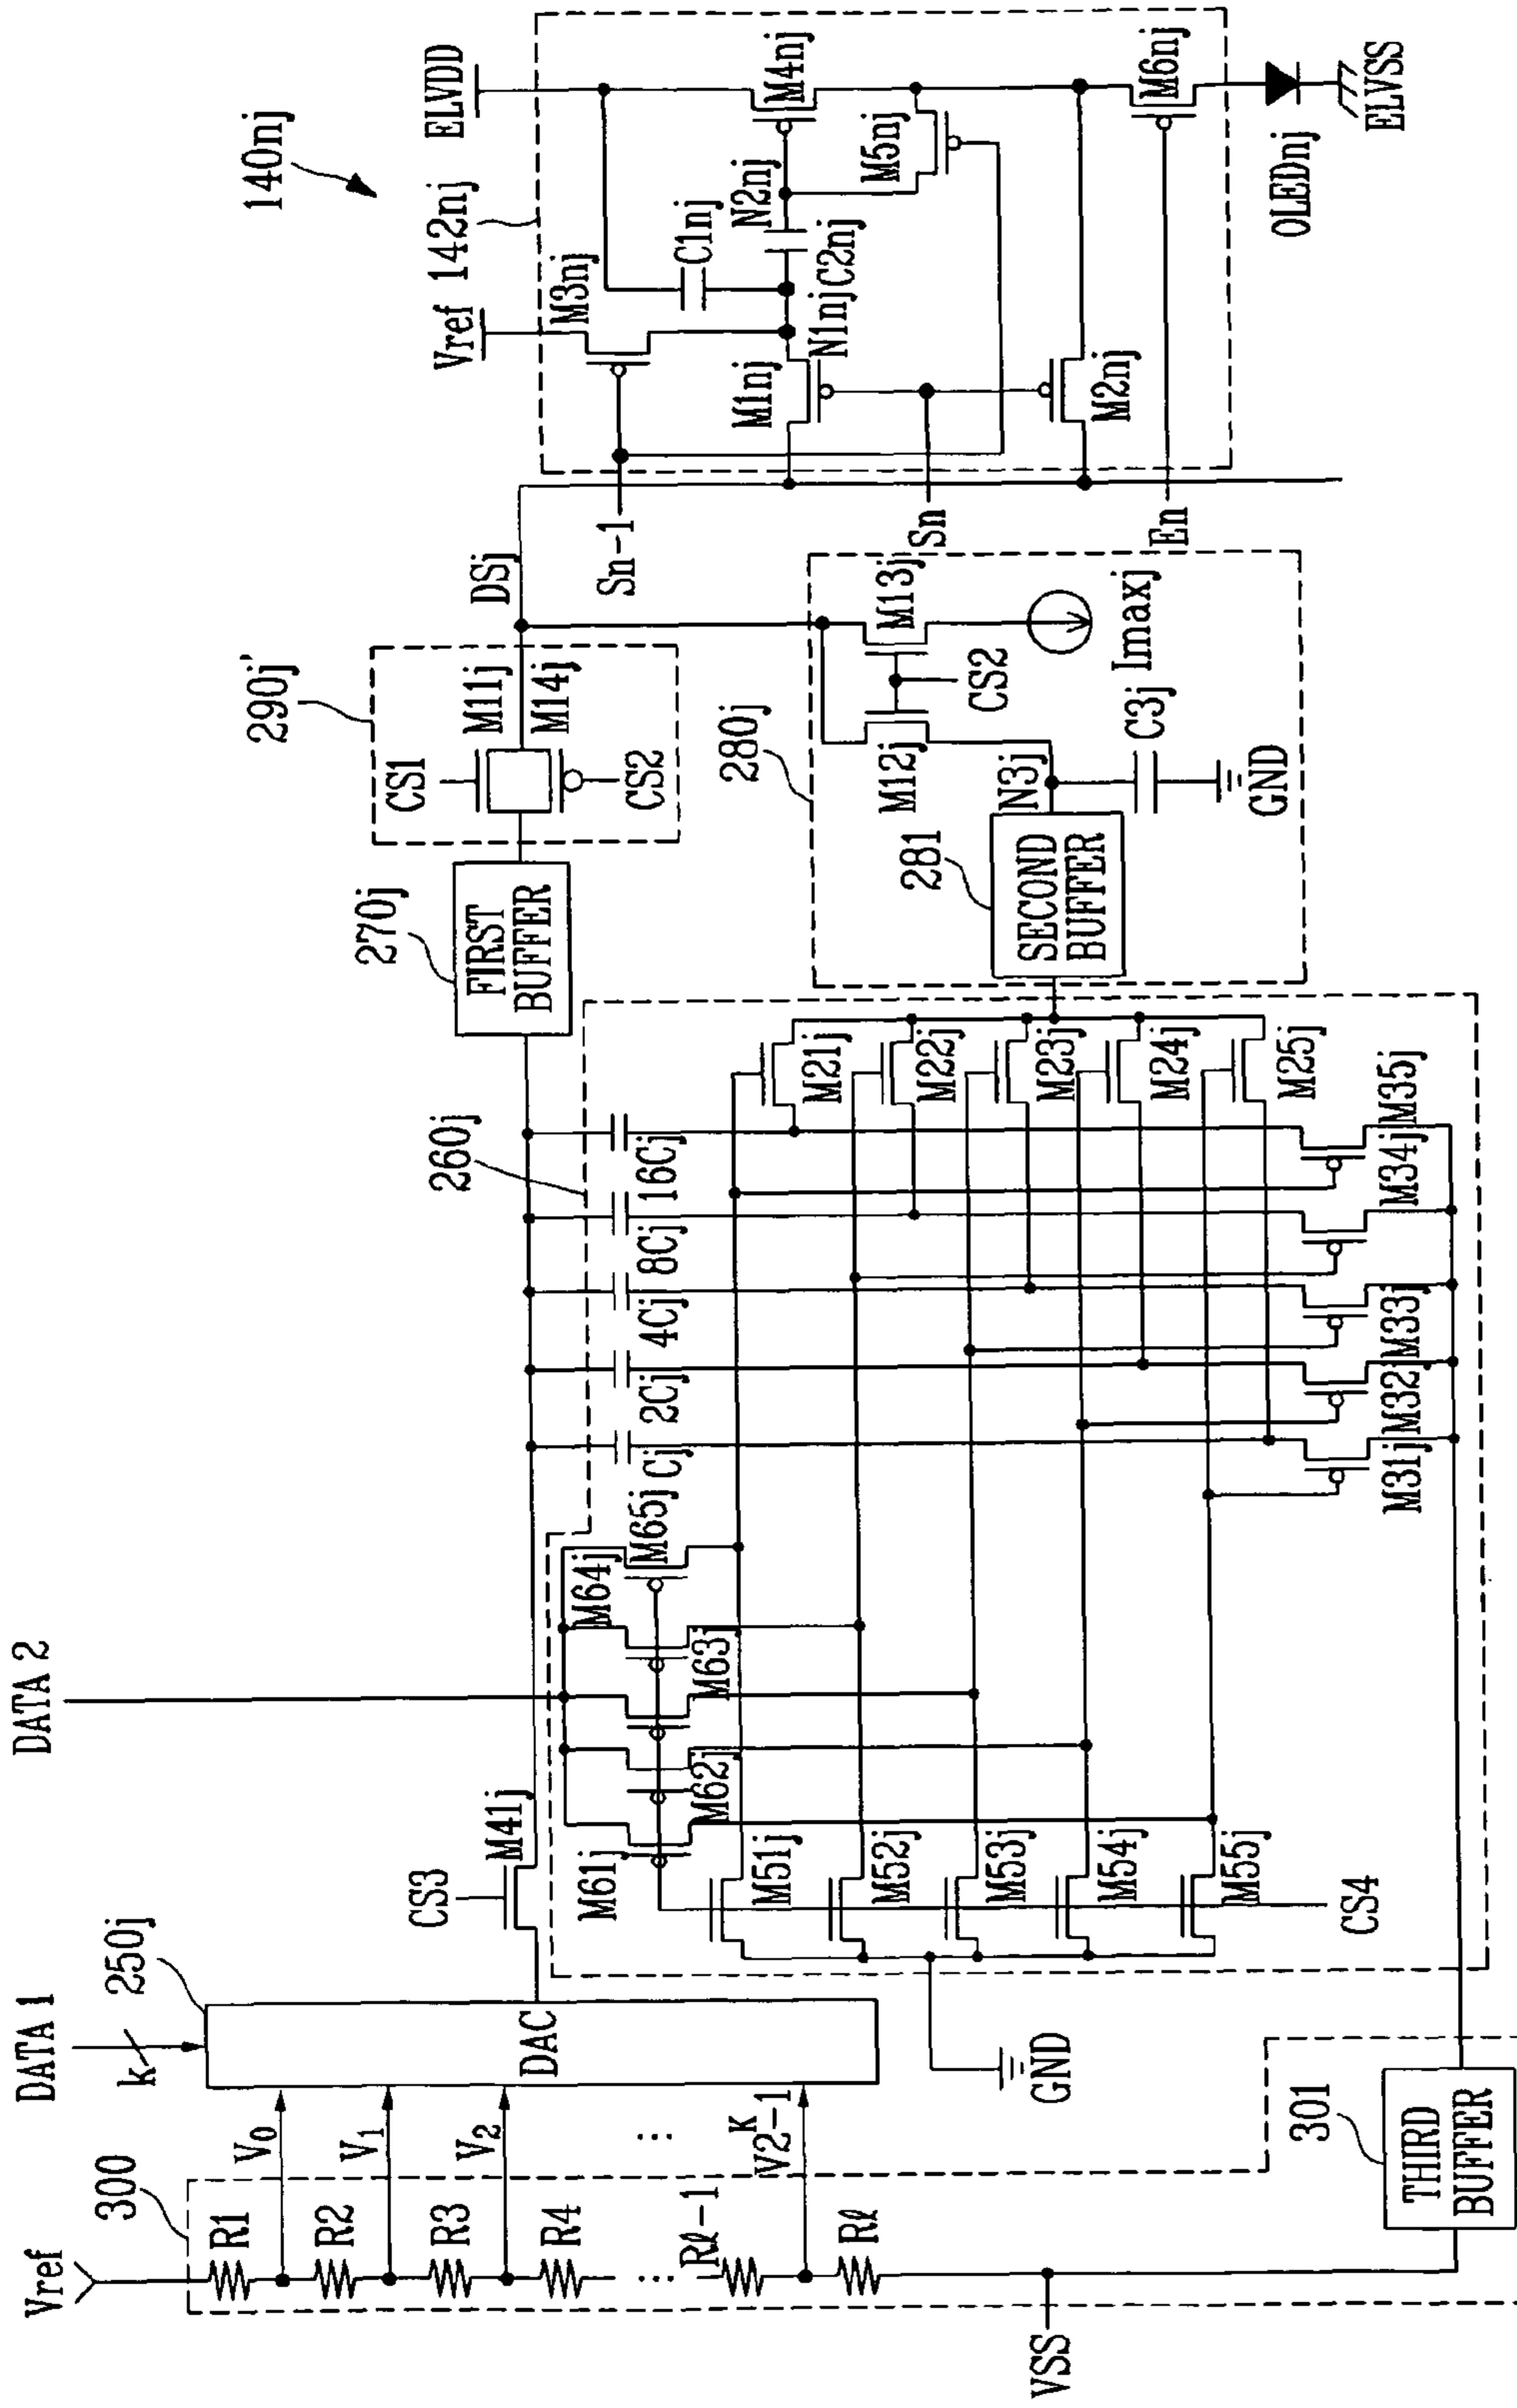 DATA 1
DATA 2
Vref
300
R1
R2
R3
R4
...
Rℓ-1
Rℓ
V0
V1
V2
...
V2K-1
k
250j
DAC
VSS
GND
301
THIRD
BUFFER
CS3
M41j
M61j
M62j
M63j
M64j
M65j
M51j
M52j
M53j
M54j
M55j
CS4
260j
Cj
2Cj
4Cj
8Cj
16Cj
M21j
M22j
M23j
M24j
M25j
M31j
M32j
M33j
M34j
M35j
270j
FIRST
BUFFER
290j'
CS1
M11j
M14j
CS2
DSj
280j
281
SECOND
BUFFER
M12j
M13j
CS2
N3j
C3j
GND
Imaxj
Sn-1
Sn
En
140nj
142nj
Vref
ELVDD
M3nj
C1nj
N2nj
M4nj
M1nj
N1nj
C2nj
M5nj
M2nj
M6nj
OLEDnj
ELVSS